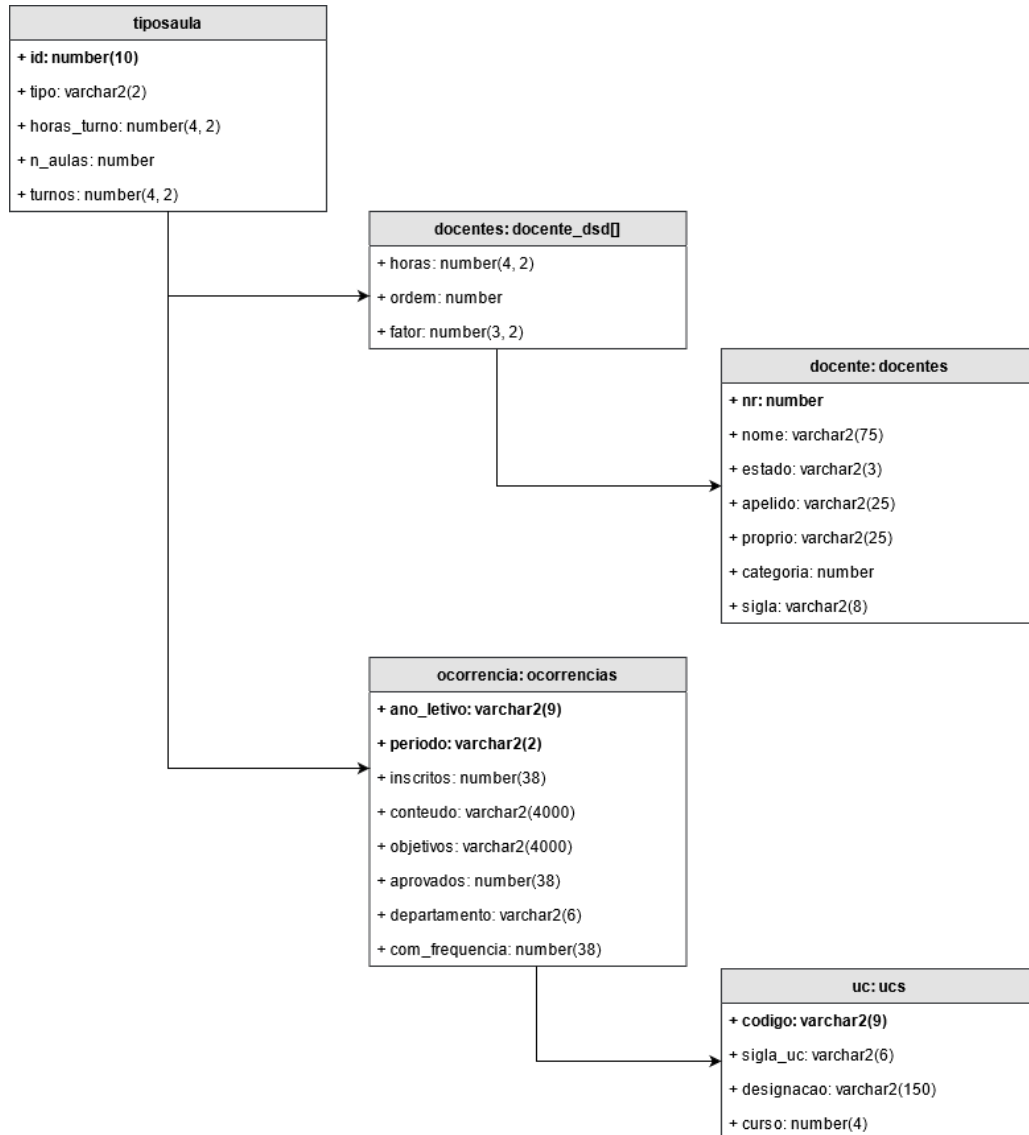 tiposaula
+ id: number(10)
+ tipo: varchar2(2)
+ horas_turno: number(4, 2)
+ n_aulas: number
+ turnos: number(4, 2)
docentes: docente_dsd[]
+ horas: number(4, 2)
+ ordem: number
+ fator: number(3, 2)
docente: docentes
+ nr: number
+ nome: varchar2(75)
+ estado: varchar2(3)
+ apelido: varchar2(25)
+ proprio: varchar2(25)
+ categoria: number
+ sigla: varchar2(8)
ocorrencia: ocorrencias
+ ano_letivo: varchar2(9)
+ periodo: varchar2(2)
+ inscritos: number(38)
+ conteudo: varchar2(4000)
+ objetivos: varchar2(4000)
+ aprovados: number(38)
+ departamento: varchar2(6)
+ com_frequencia: number(38)
uc: ucs
+ codigo: varchar2(9)
+ sigla_uc: varchar2(6)
+ designacao: varchar2(150)
+ curso: number(4)